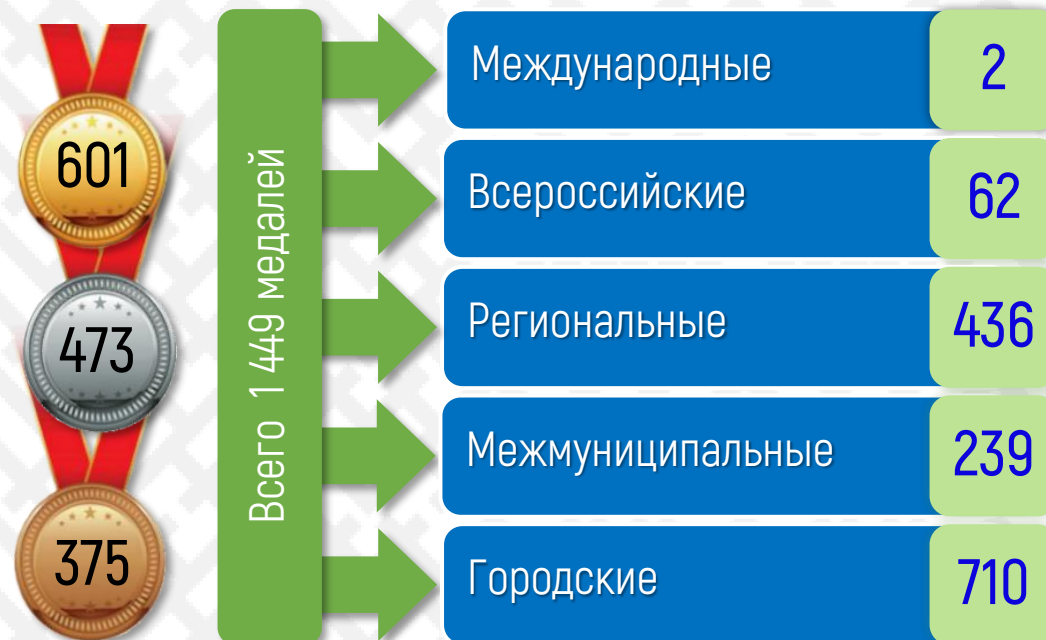 601
473
375
Всего 1 449 медалей
Международные 2
Всероссийские 62
Региональные 436
Межмуниципальные 239
Городские 710